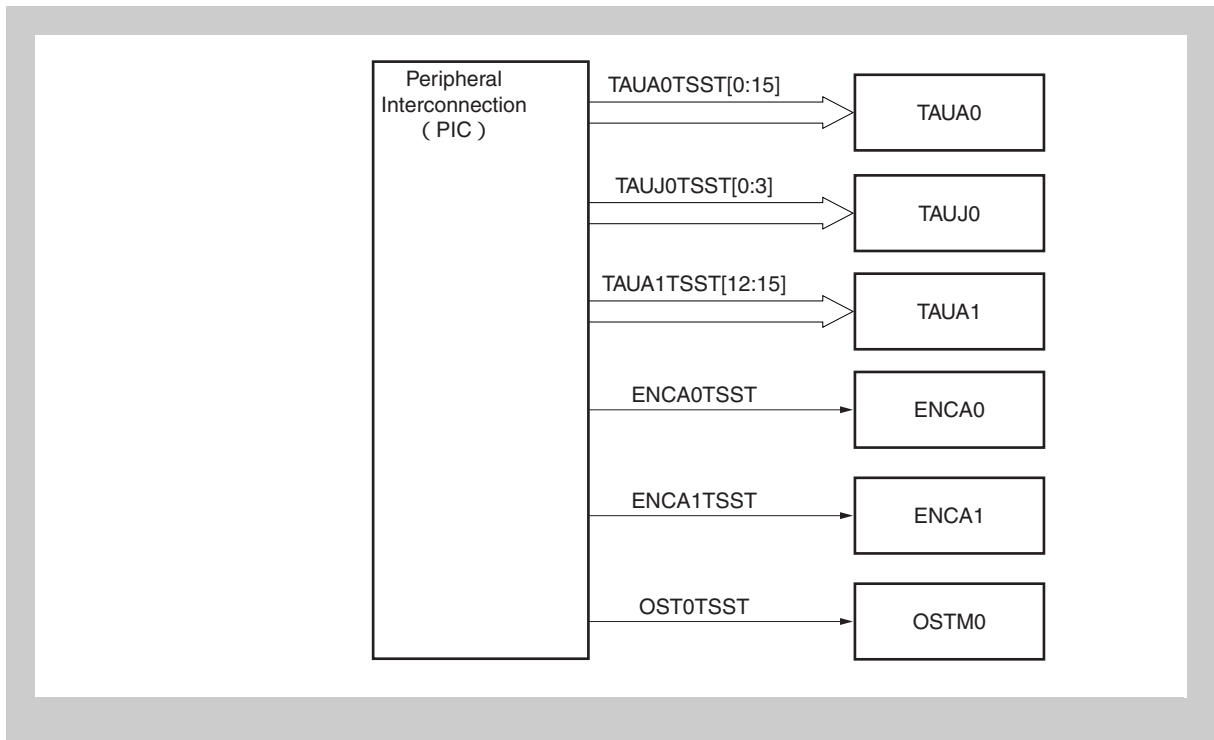 Peripheral
Interconnection
( PIC )
TAUA0TSST[0:15]
TAUA0
TAUJ0TSST[0:3]
TAUJ0
TAUA1TSST[12:15]
TAUA1
ENCA0TSST
ENCA0
ENCA1TSST
ENCA1
OST0TSST
OSTM0